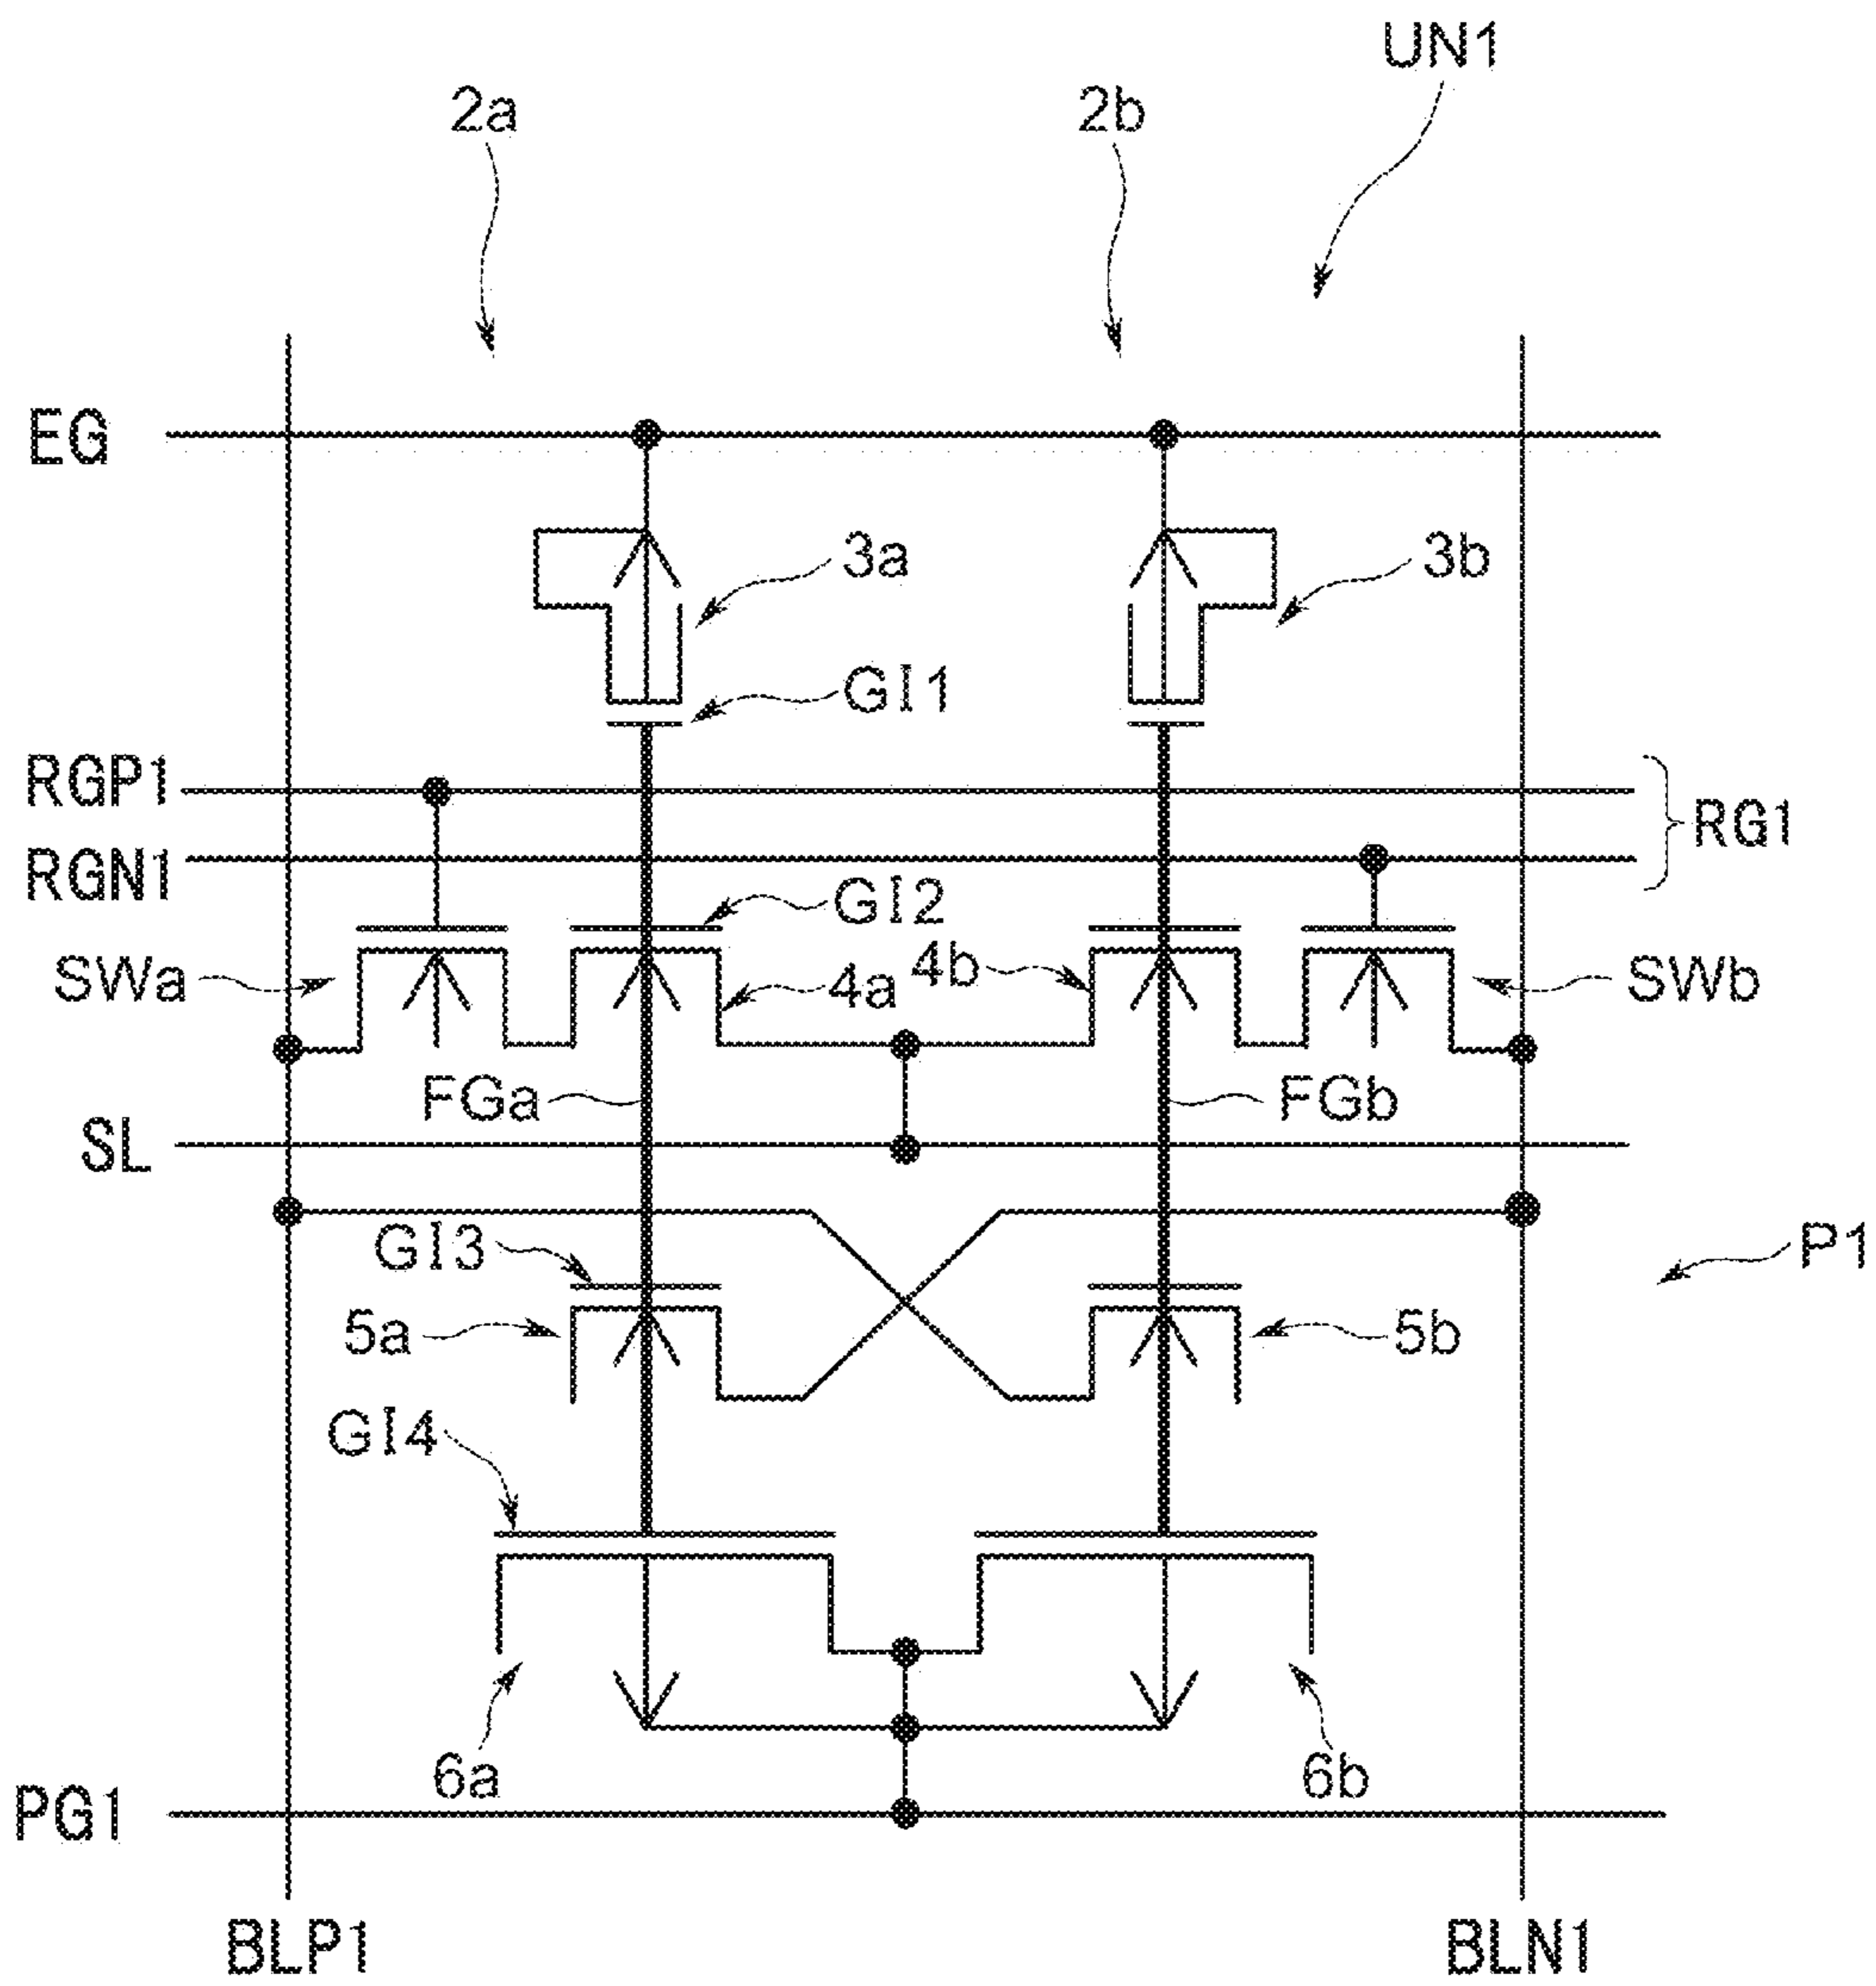 UN1
2a
2b
EG
3a
3b
GI1
RGP1
RG1
RGN1
GI2
SWa
4a
4b
SWb
FGa
FGb
SL
GI3
P1
5a
5b
GI4
6a
6b
PG1
BLP1
BLN1